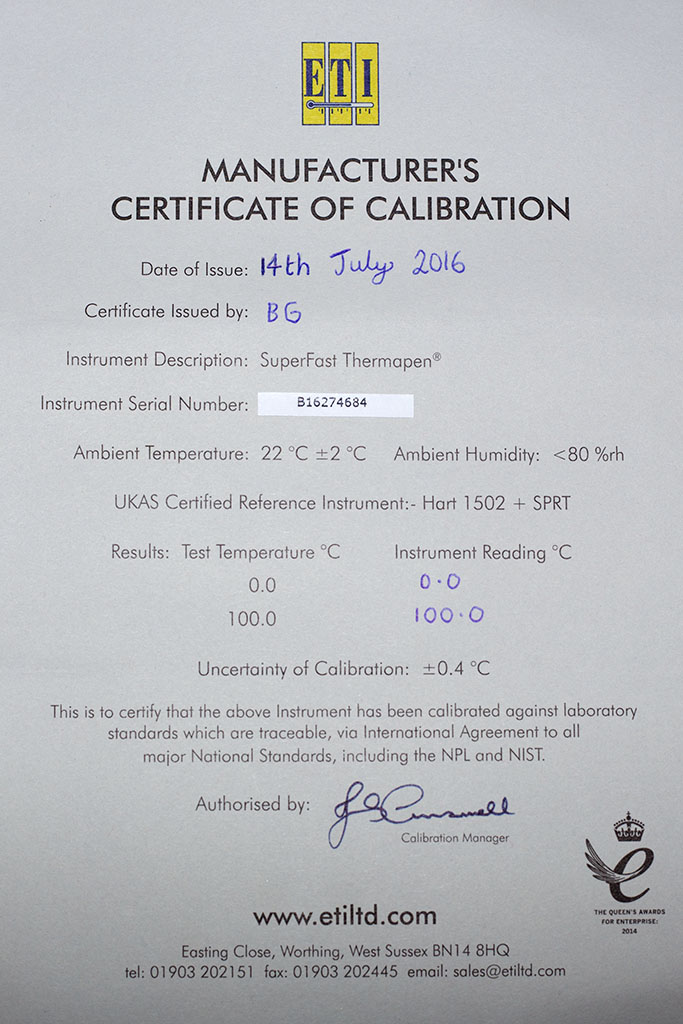 ETI
MANUFACTURER'S
CERTIFICATE OF CALIBRATION
Date of Issue: 14th July 2016
Certificate Issued by: BG
Instrument Description: SuperFast Thermapen®
Instrument Serial Number: B16274684
Ambient Temperature: 22 °C ±2 °C Ambient Humidity: <80 %rh
UKAS Certified Reference Instrument:- Hart 1502 + SPRT
Results: Test Temperature °C Instrument Reading °C
0.0 0.0
100.0 100.0
Uncertainty of Calibration: ±0.4 °C
This is to certify that the above Instrument has been calibrated against laboratory
standards which are traceable, via International Agreement to all
major National Standards, including the NPL and NIST.
Authorised by:
Calibration Manager
e
THE QUEEN'S AWARDS
FOR ENTERPRISE:
2014
www.etiltd.com
Easting Close, Worthing, West Sussex BN14 8HQ
tel: 01903 202151 fax: 01903 202445 email: sales@etiltd.com